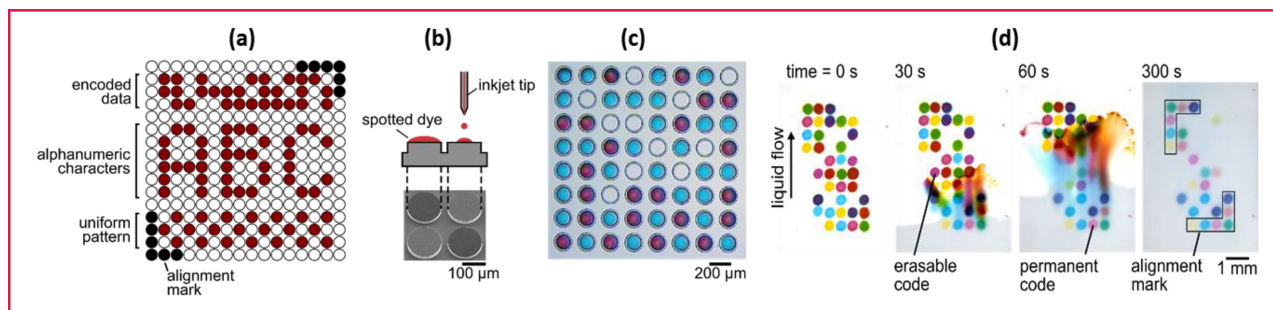 (a)
encoded
data
alphanumeric
characters
ABC
uniform
pattern
alignment
mark
(b)
inkjet tip
spotted dye
100 µm
(c)
200 µm
(d)
time = 0 s
30 s
60 s
300 s
liquid flow
erasable
code
permanent
code
alignment
mark
1 mm